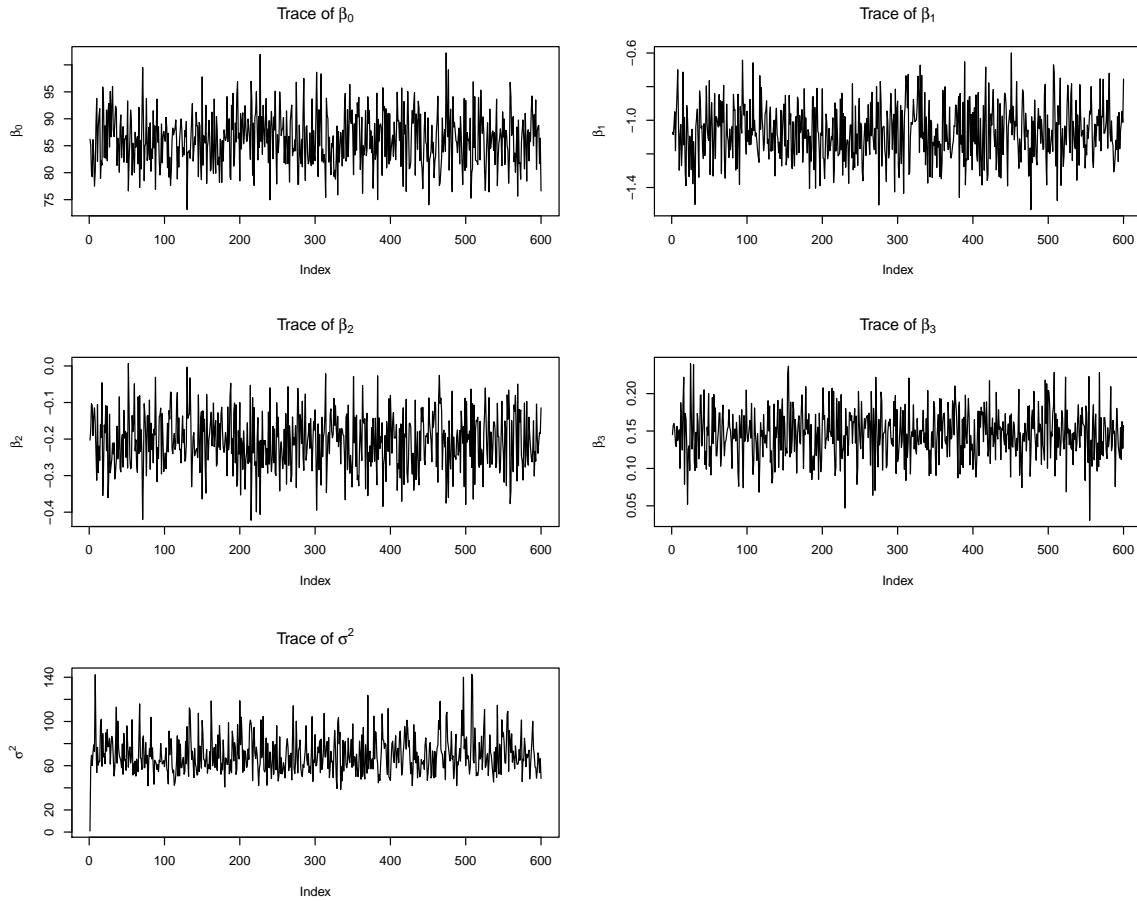 Trace of β₀
β₀
75 80 85 90 95
0 100 200 300 400 500 600
Index
Trace of β₁
β₁
−1.4 −1.0 −0.6
0 100 200 300 400 500 600
Index
Trace of β₂
β₂
−0.4 −0.3 −0.2 −0.1 0.0
0 100 200 300 400 500 600
Index
Trace of β₃
β₃
0.05 0.10 0.15 0.20
0 100 200 300 400 500 600
Index
Trace of σ²
σ²
0 20 60 100 140
0 100 200 300 400 500 600
Index